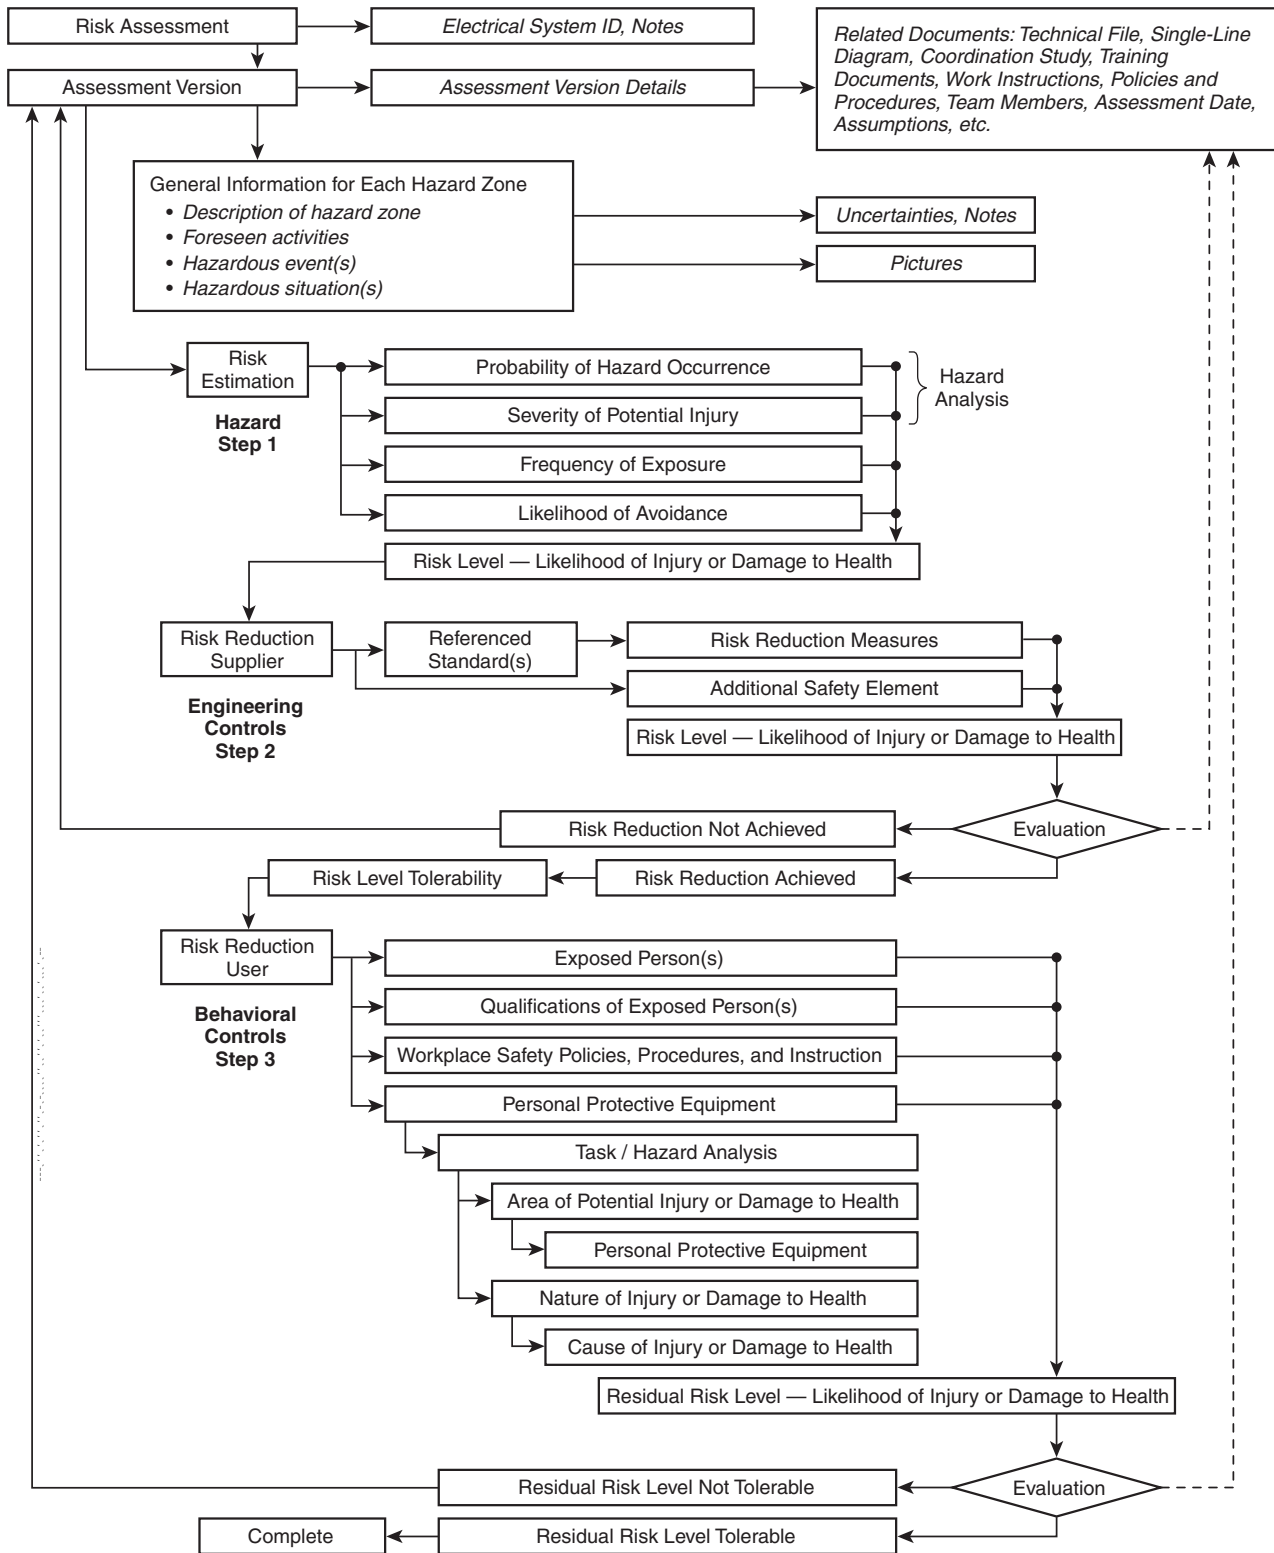 Risk Assessment
Electrical System ID, Notes
Related Documents: Technical File, Single-Line
Diagram, Coordination Study, Training
Documents, Work Instructions, Policies and
Procedures, Team Members, Assessment Date,
Assumptions, etc.
Assessment Version
Assessment Version Details
General Information for Each Hazard Zone
• Description of hazard zone
• Foreseen activities
• Hazardous event(s)
• Hazardous situation(s)
Uncertainties, Notes
Pictures
Risk
Estimation
Hazard
Step 1
Probability of Hazard Occurrence
Severity of Potential Injury
Hazard
Analysis
Frequency of Exposure
Likelihood of Avoidance
Risk Level — Likelihood of Injury or Damage to Health
Risk Reduction
Supplier
Engineering
Controls
Step 2
Referenced
Standard(s)
Risk Reduction Measures
Additional Safety Element
Risk Level — Likelihood of Injury or Damage to Health
Evaluation
Risk Reduction Not Achieved
Risk Reduction Achieved
Risk Level Tolerability
Risk Reduction
User
Behavioral
Controls
Step 3
Exposed Person(s)
Qualifications of Exposed Person(s)
Workplace Safety Policies, Procedures, and Instruction
Personal Protective Equipment
Task / Hazard Analysis
Area of Potential Injury or Damage to Health
Personal Protective Equipment
Nature of Injury or Damage to Health
Cause of Injury or Damage to Health
Residual Risk Level — Likelihood of Injury or Damage to Health
Evaluation
Residual Risk Level Not Tolerable
Residual Risk Level Tolerable
Complete